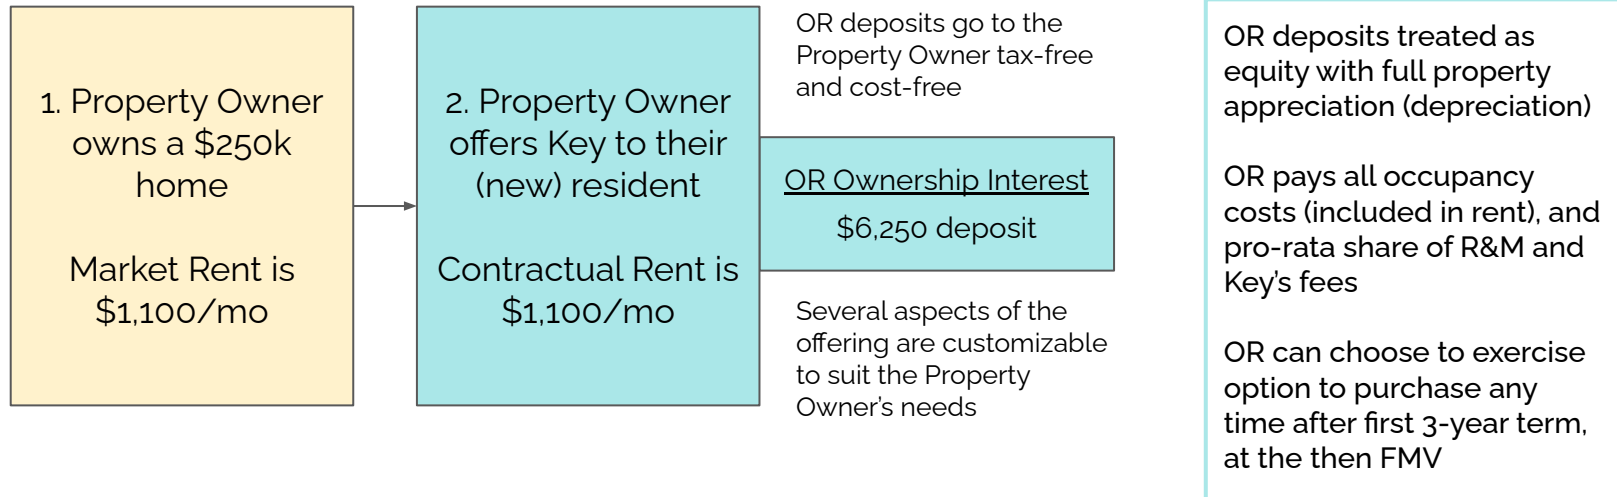 1. Property Owner
owns a $250k
home
Market Rent is
$1,100/mo
2. Property Owner
offers Key to their
(new) resident
Contractual Rent is
$1,100/mo
OR deposits go to the
Property Owner tax-free
and cost-free
OR Ownership Interest
$6,250 deposit
Several aspects of the
offering are customizable
to suit the Property
Owner’s needs
OR deposits treated as
equity with full property
appreciation (depreciation)
OR pays all occupancy
costs (included in rent), and
pro-rata share of R&M and
Key’s fees
OR can choose to exercise
option to purchase any
time after first 3-year term,
at the then FMV